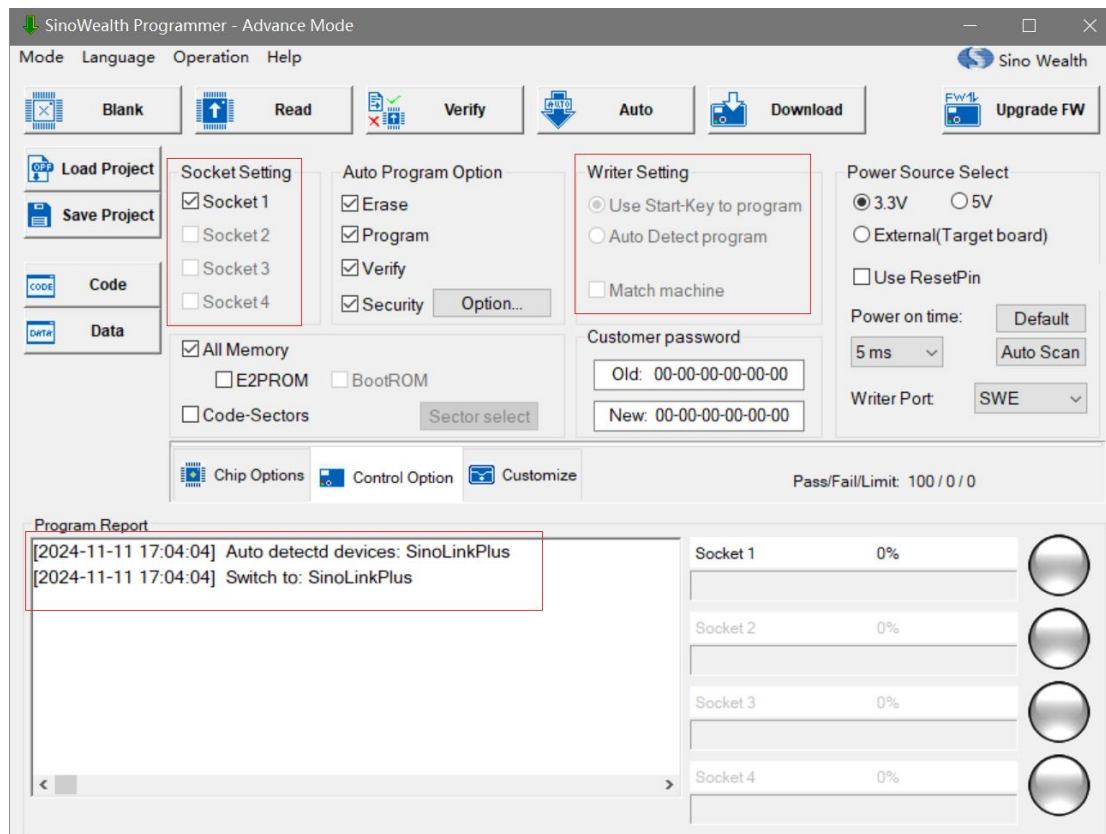 SinoWealth Programmer - Advance Mode
Mode Language Operation Help
Sino Wealth
Blank Read Verify Auto Download Upgrade FW
Load Project
Save Project
Code
Data
Socket Setting
Socket 1
Socket 2
Socket 3
Socket 4
Auto Program Option
Erase
Program
Verify
Security Option...
Writer Setting
Use Start-Key to program
Auto Detect program
Match machine
Power Source Select
3.3V 5V
External(Target board)
Use ResetPin
Power on time: Default
5 ms Auto Scan
Writer Port: SWE
All Memory
E2PROM BootROM
Code-Sectors Sector select
Customer password
Old: 00-00-00-00-00-00
New: 00-00-00-00-00-00
Chip Options Control Option Customize
Pass/Fail/Limit: 100 / 0 / 0
Program Report
[2024-11-11 17:04:04] Auto detectd devices: SinoLinkPlus
[2024-11-11 17:04:04] Switch to: SinoLinkPlus
Socket 1 0%
Socket 2 0%
Socket 3 0%
Socket 4 0%